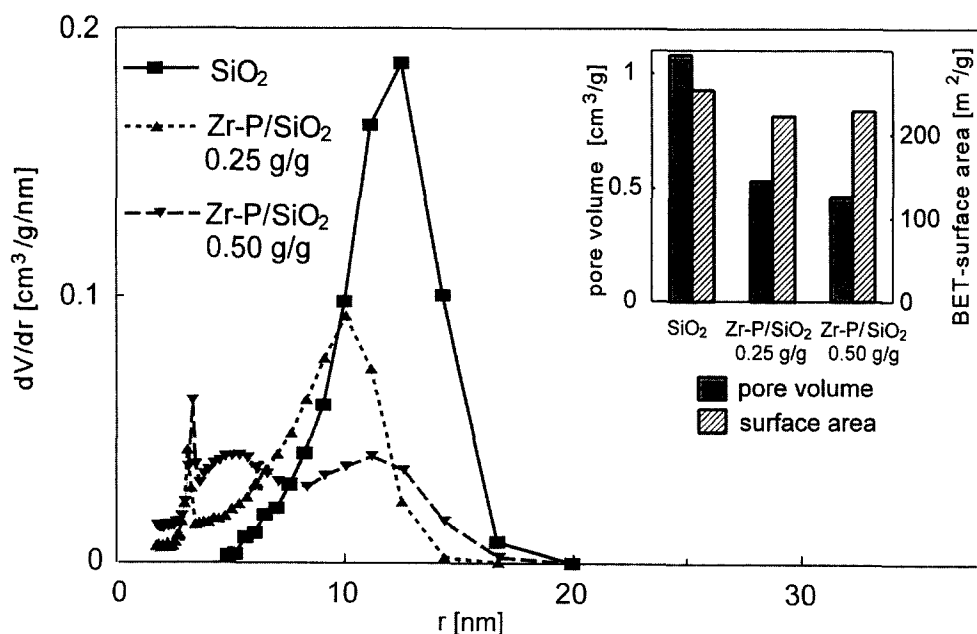 0.2
SiO₂
Zr-P/SiO₂
0.25 g/g
Zr-P/SiO₂
0.50 g/g
0.1
0
dV/dr [cm³/g/nm]
0
10
20
30
r [nm]
pore volume [cm³/g]
1
0.5
0
200
100
0
BET-surface area [m²/g]
SiO₂
Zr-P/SiO₂
0.25 g/g
Zr-P/SiO₂
0.50 g/g
pore volume
surface area